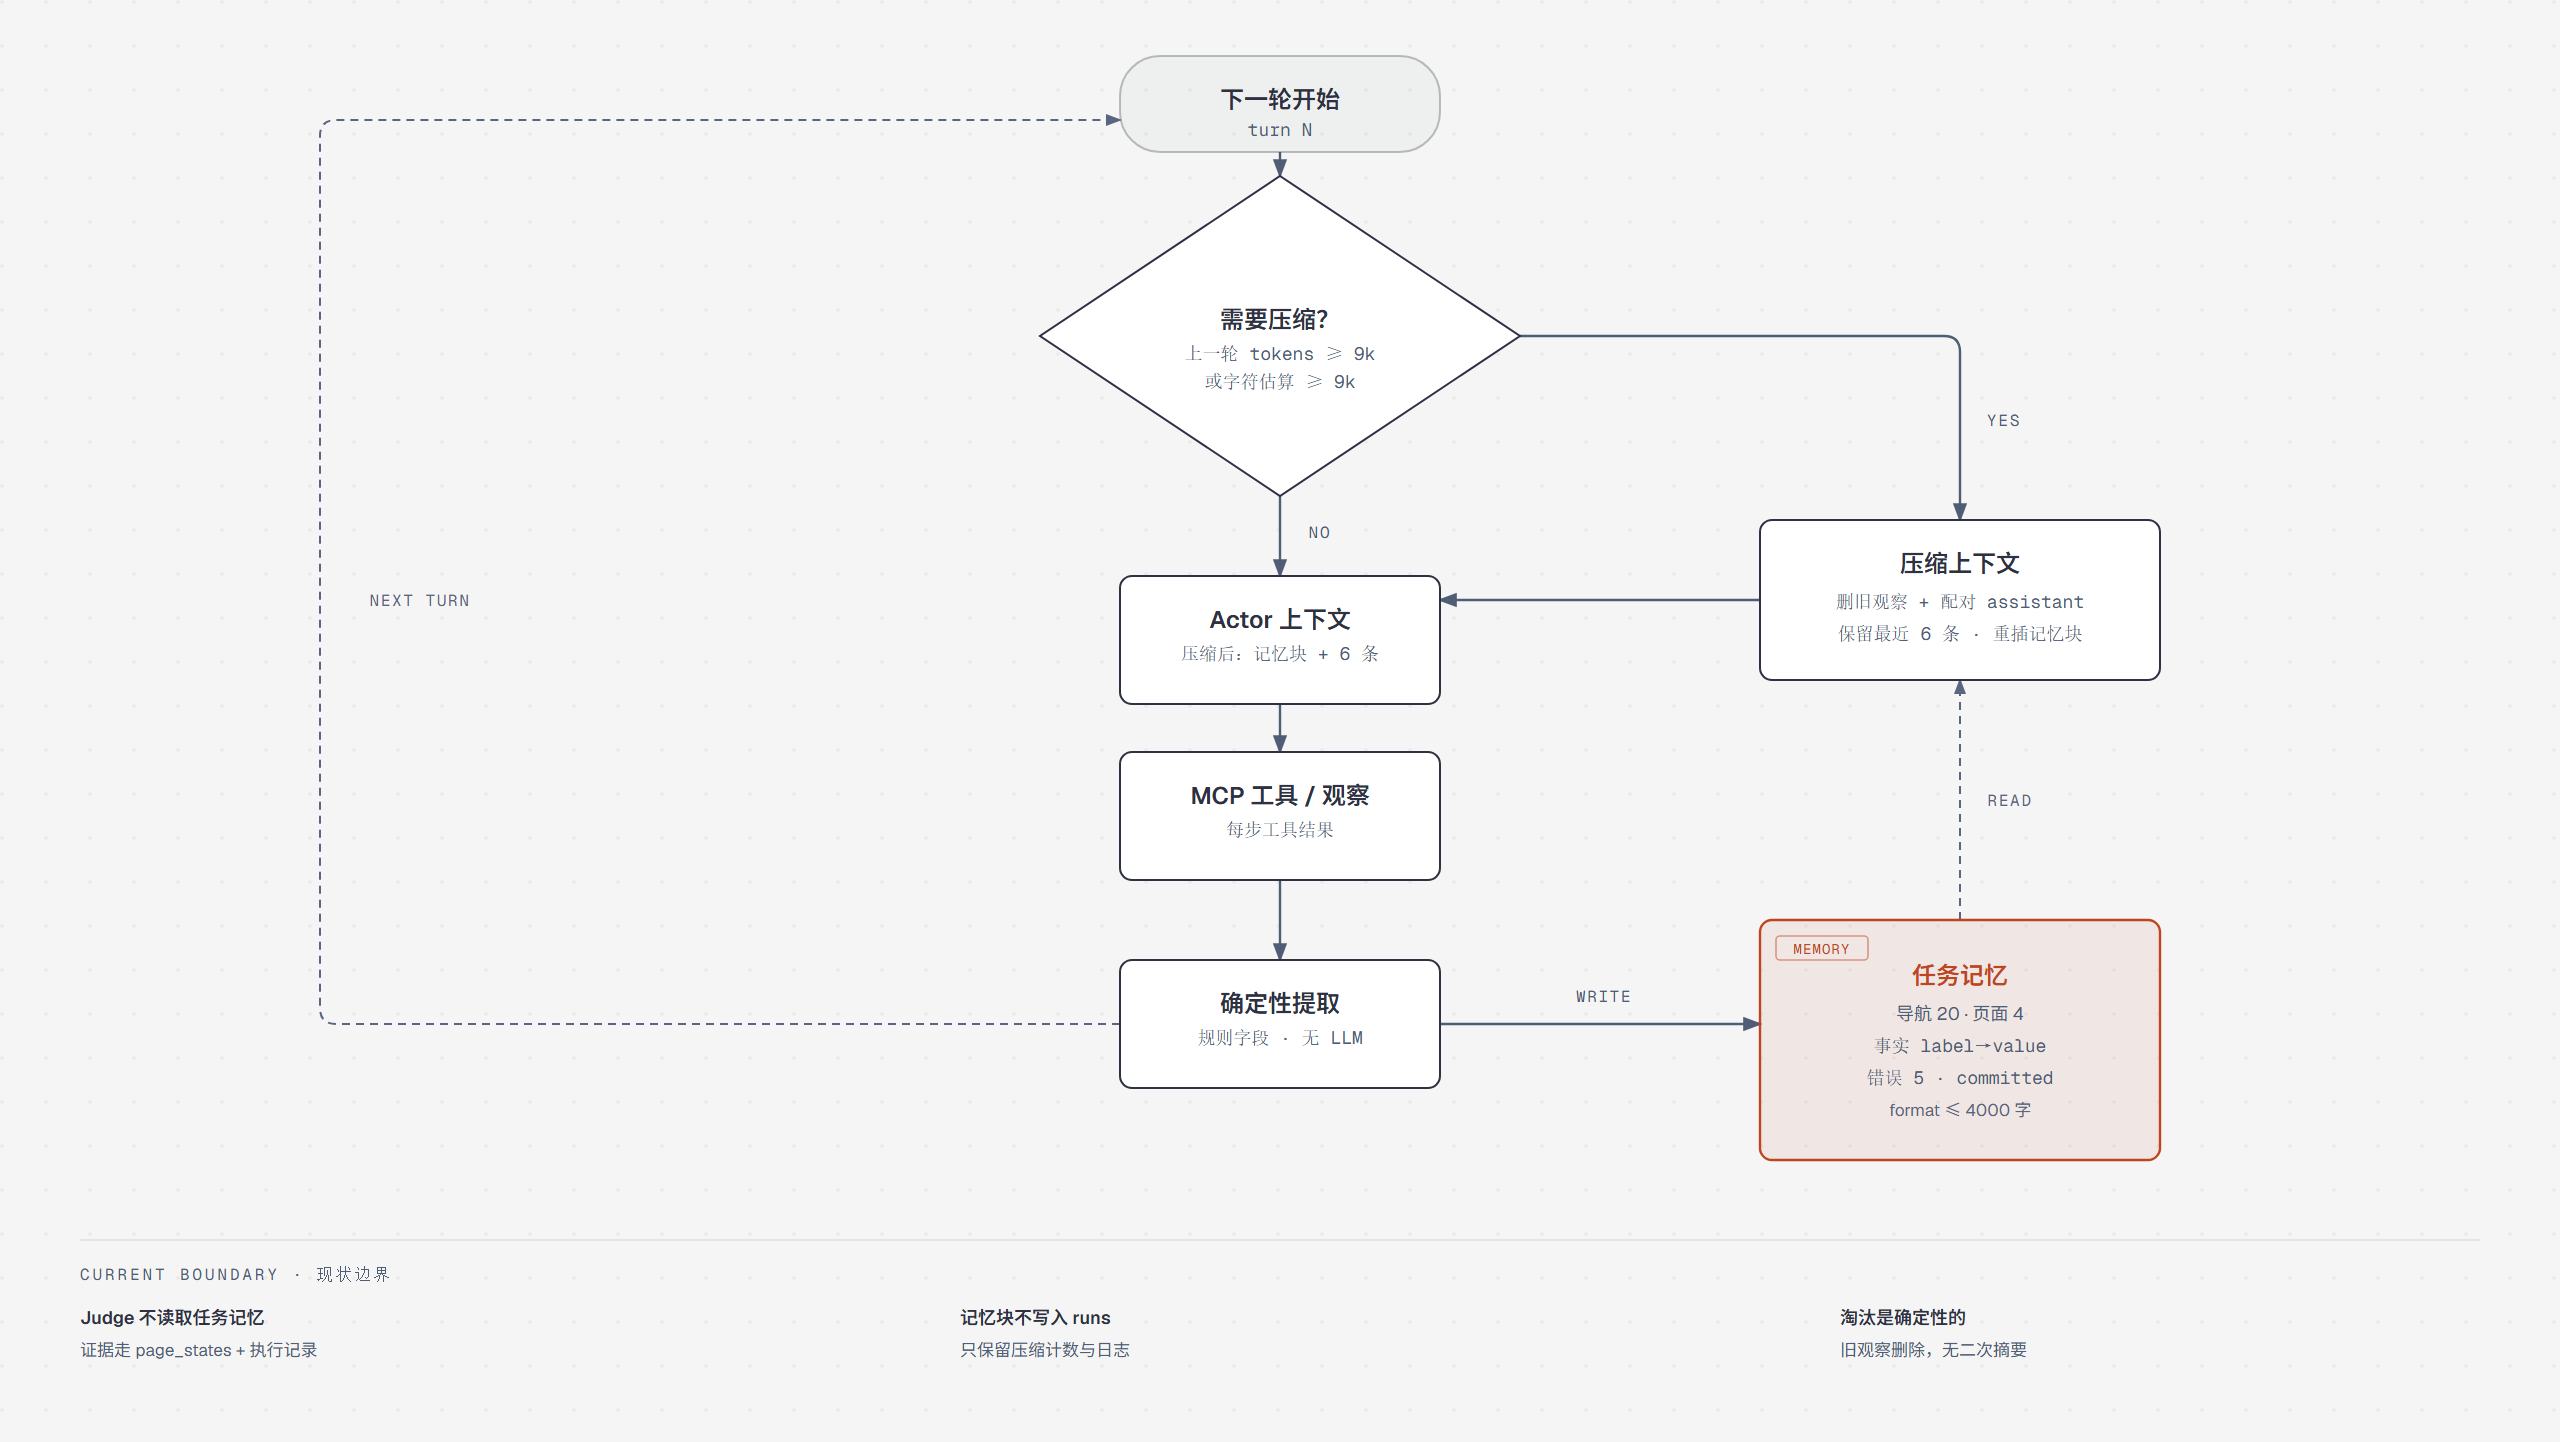 下一轮开始
turn N
需要压缩?
上一轮 tokens ≥ 9k
或字符估算 ≥ 9k
YES
NO
压缩上下文
删旧观察 + 配对 assistant
保留最近 6 条 · 重插记忆块
NEXT TURN
Actor 上下文
压缩后: 记忆块 + 6 条
MCP 工具 / 观察
每步工具结果
READ
确定性提取
规则字段 · 无 LLM
WRITE
MEMORY
任务记忆
导航 20 · 页面 4
事实 label→value
错误 5 · committed
format ≤ 4000 字
CURRENT BOUNDARY · 现状边界
Judge 不读取任务记忆
证据走 page_states + 执行记录
记忆块不写入 runs
只保留压缩计数与日志
淘汰是确定性的
旧观察删除，无二次摘要